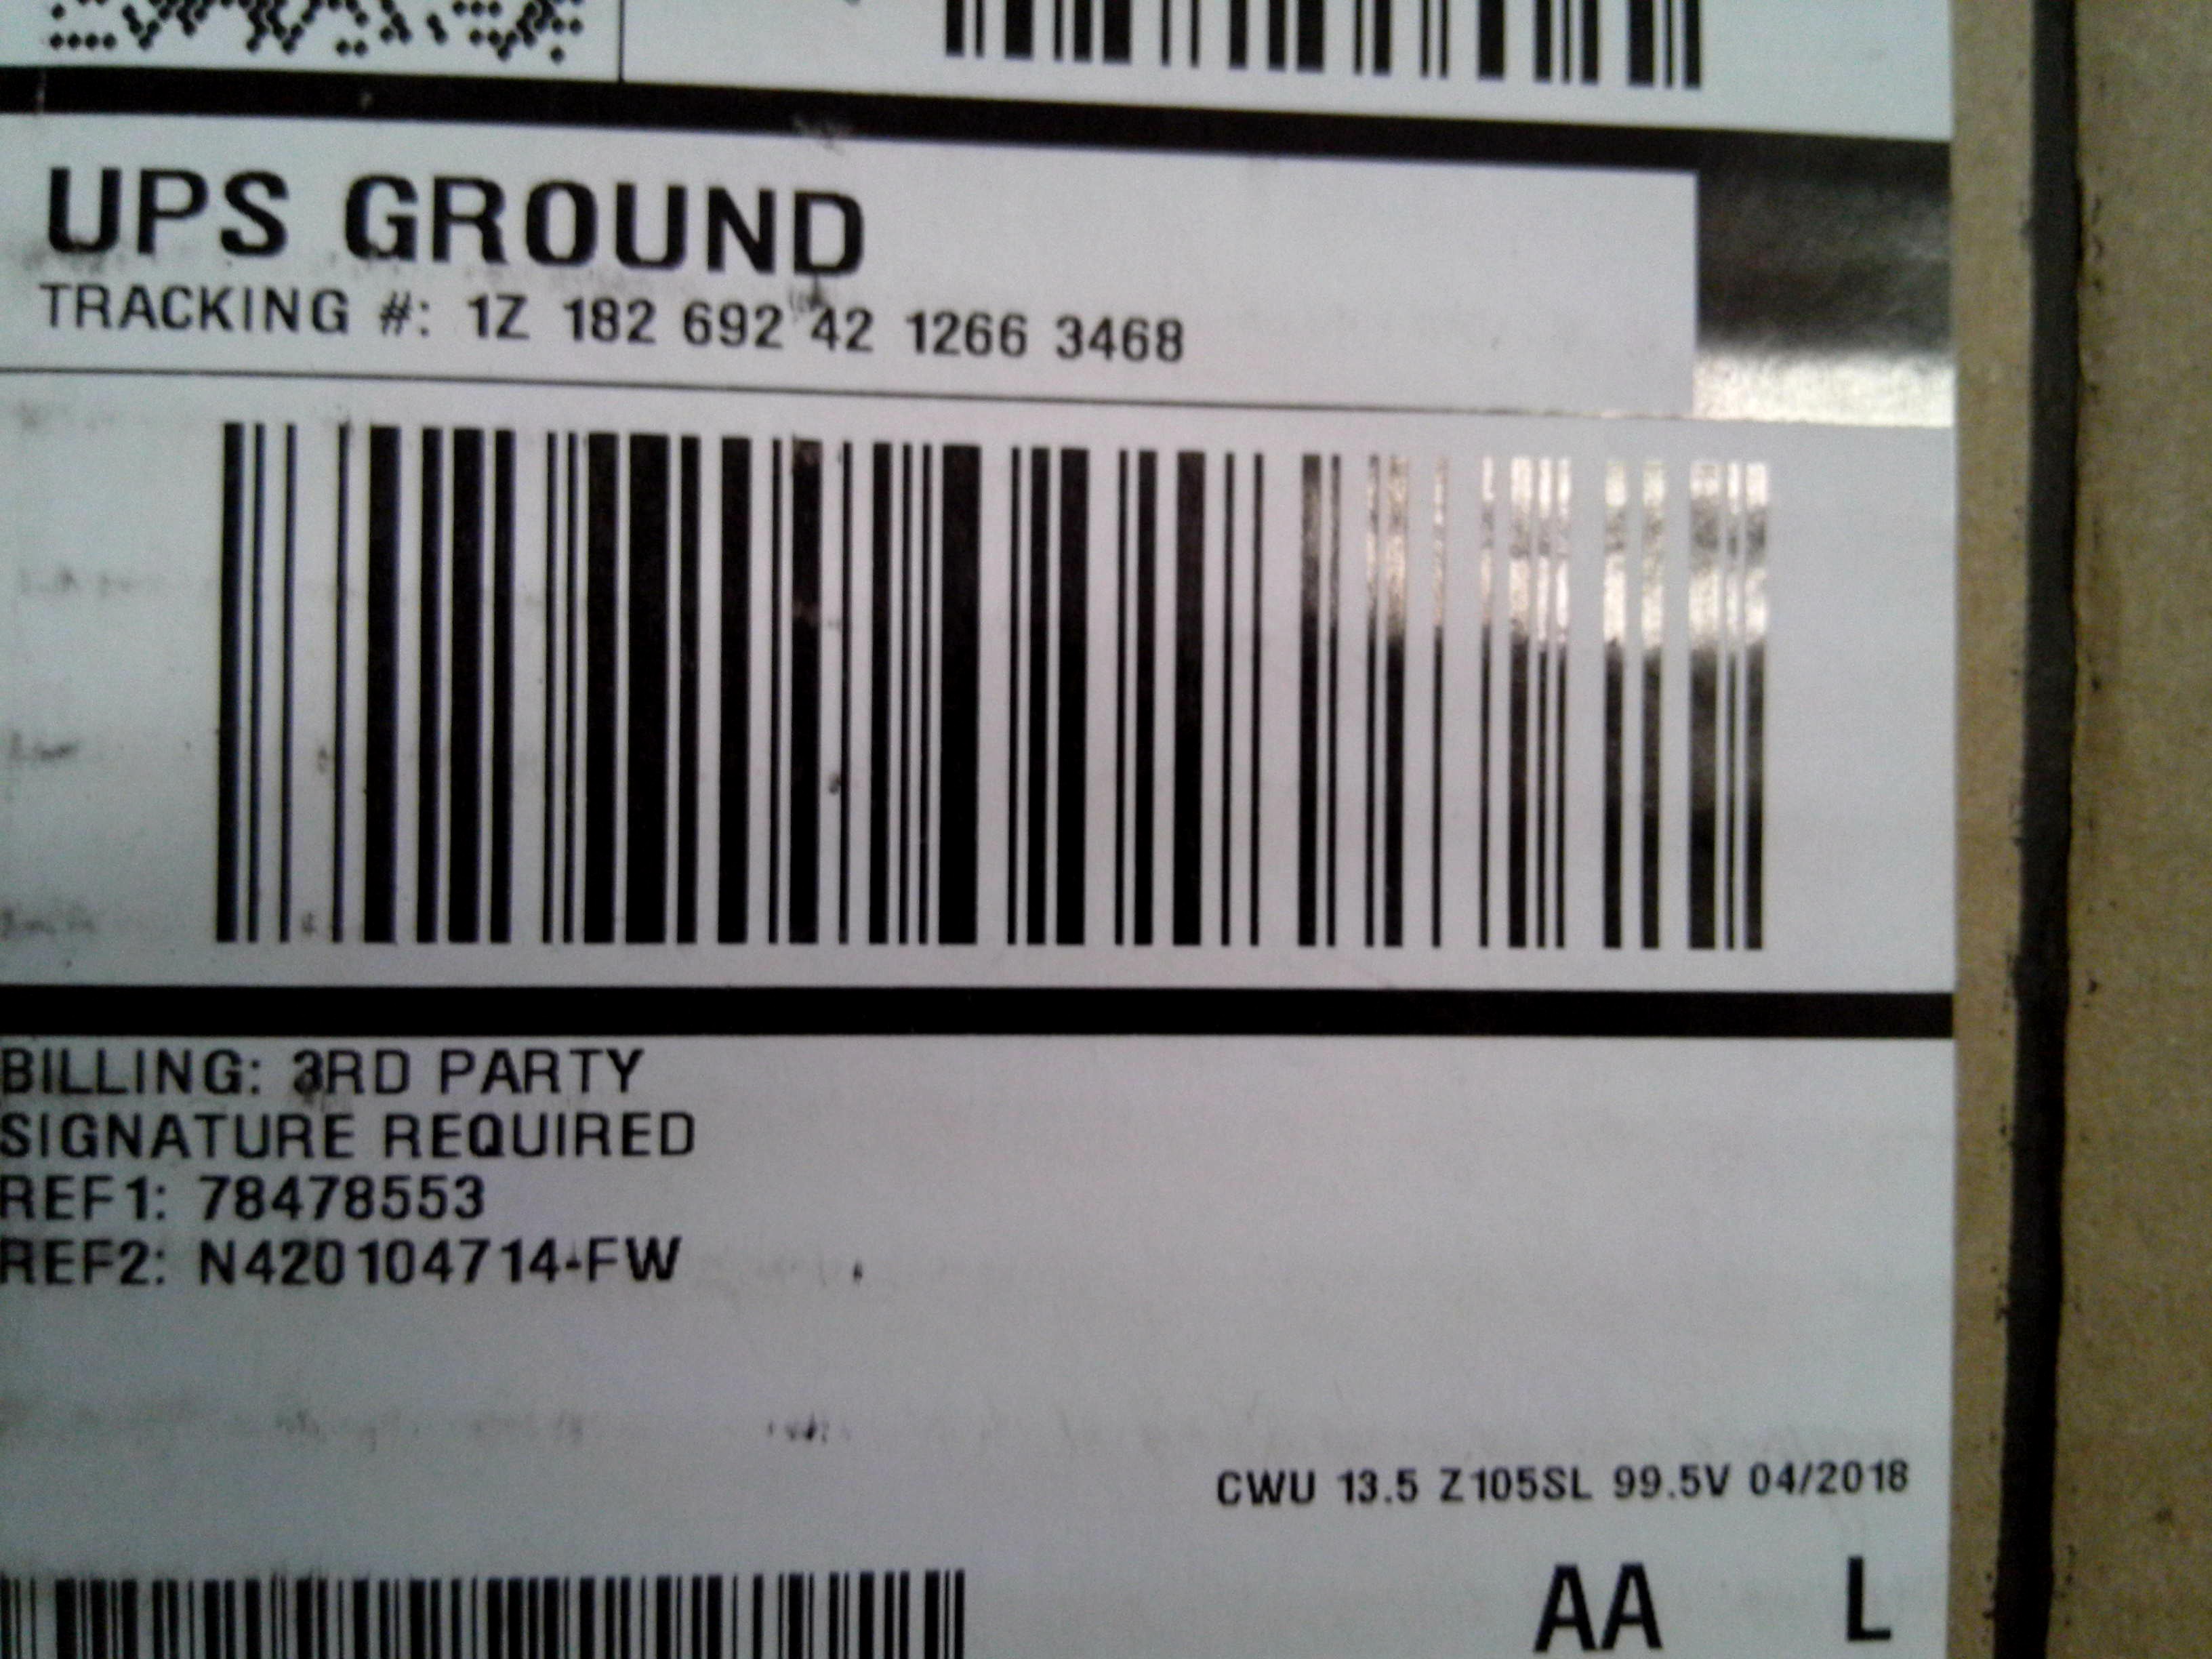 UPS GROUND
TRACKING #: 1Z 182 692 42 1266 3468
BILLING: 3RD PARTY
SIGNATURE REQUIRED
REF1: 78478553
REF2: N420104714-FW
CWU 13.5 Z105SL 99.5V 04/2018
AA L